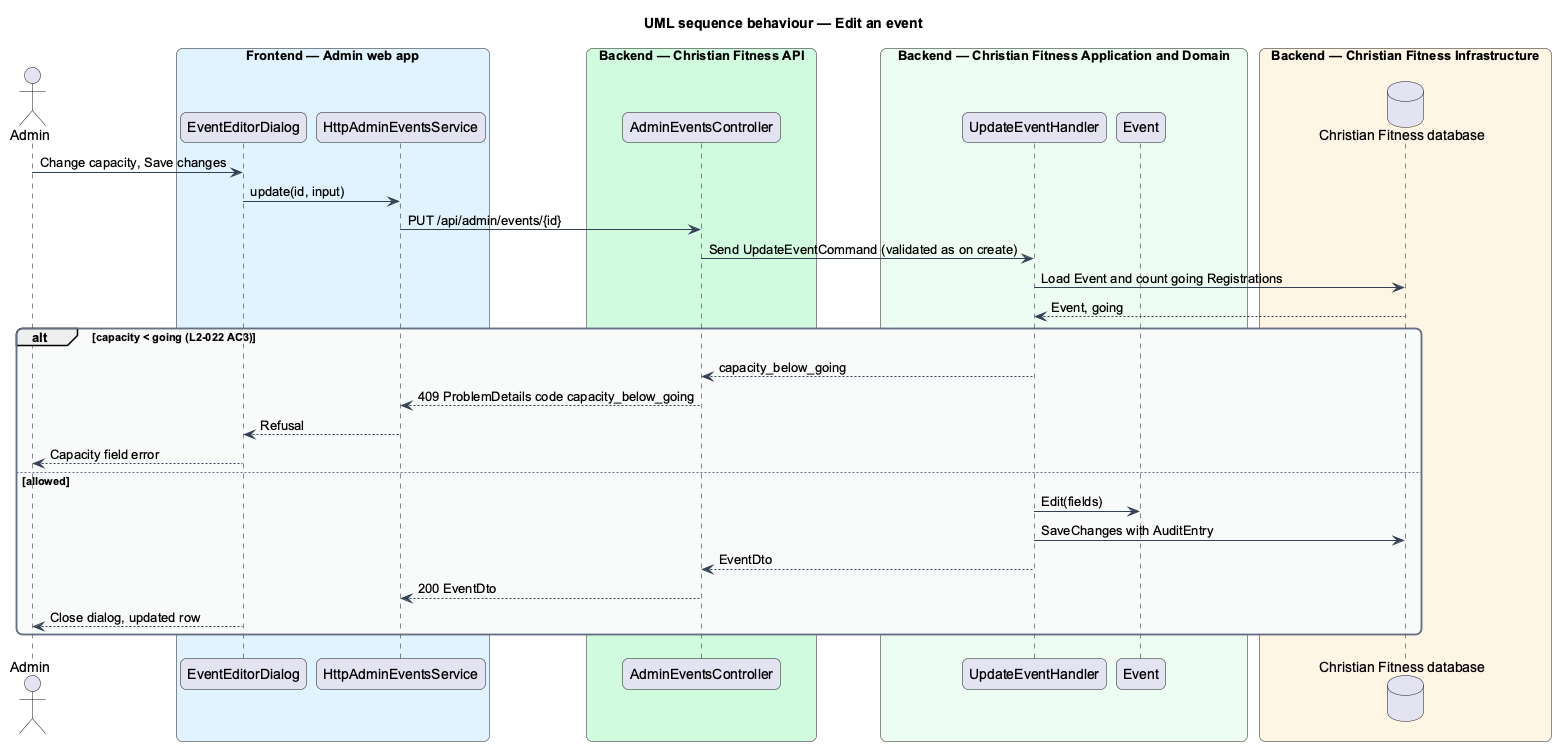 UML sequence behaviour — Edit an event
Frontend — Admin web app
Backend — Christian Fitness API
Backend — Christian Fitness Application and Domain
Backend — Christian Fitness Infrastructure
Admin
EventEditorDialog
HttpAdminEventsService
AdminEventsController
UpdateEventHandler
Event
Christian Fitness database
Change capacity, Save changes
update(id, input)
PUT /api/admin/events/{id}
Send UpdateEventCommand (validated as on create)
Load Event and count going Registrations
Event, going
alt
[capacity < going (L2-022 AC3)]
capacity_below_going
409 ProblemDetails code capacity_below_going
Refusal
Capacity field error
[allowed]
Edit(fields)
SaveChanges with AuditEntry
EventDto
200 EventDto
Close dialog, updated row
Admin
EventEditorDialog
HttpAdminEventsService
AdminEventsController
UpdateEventHandler
Event
Christian Fitness database